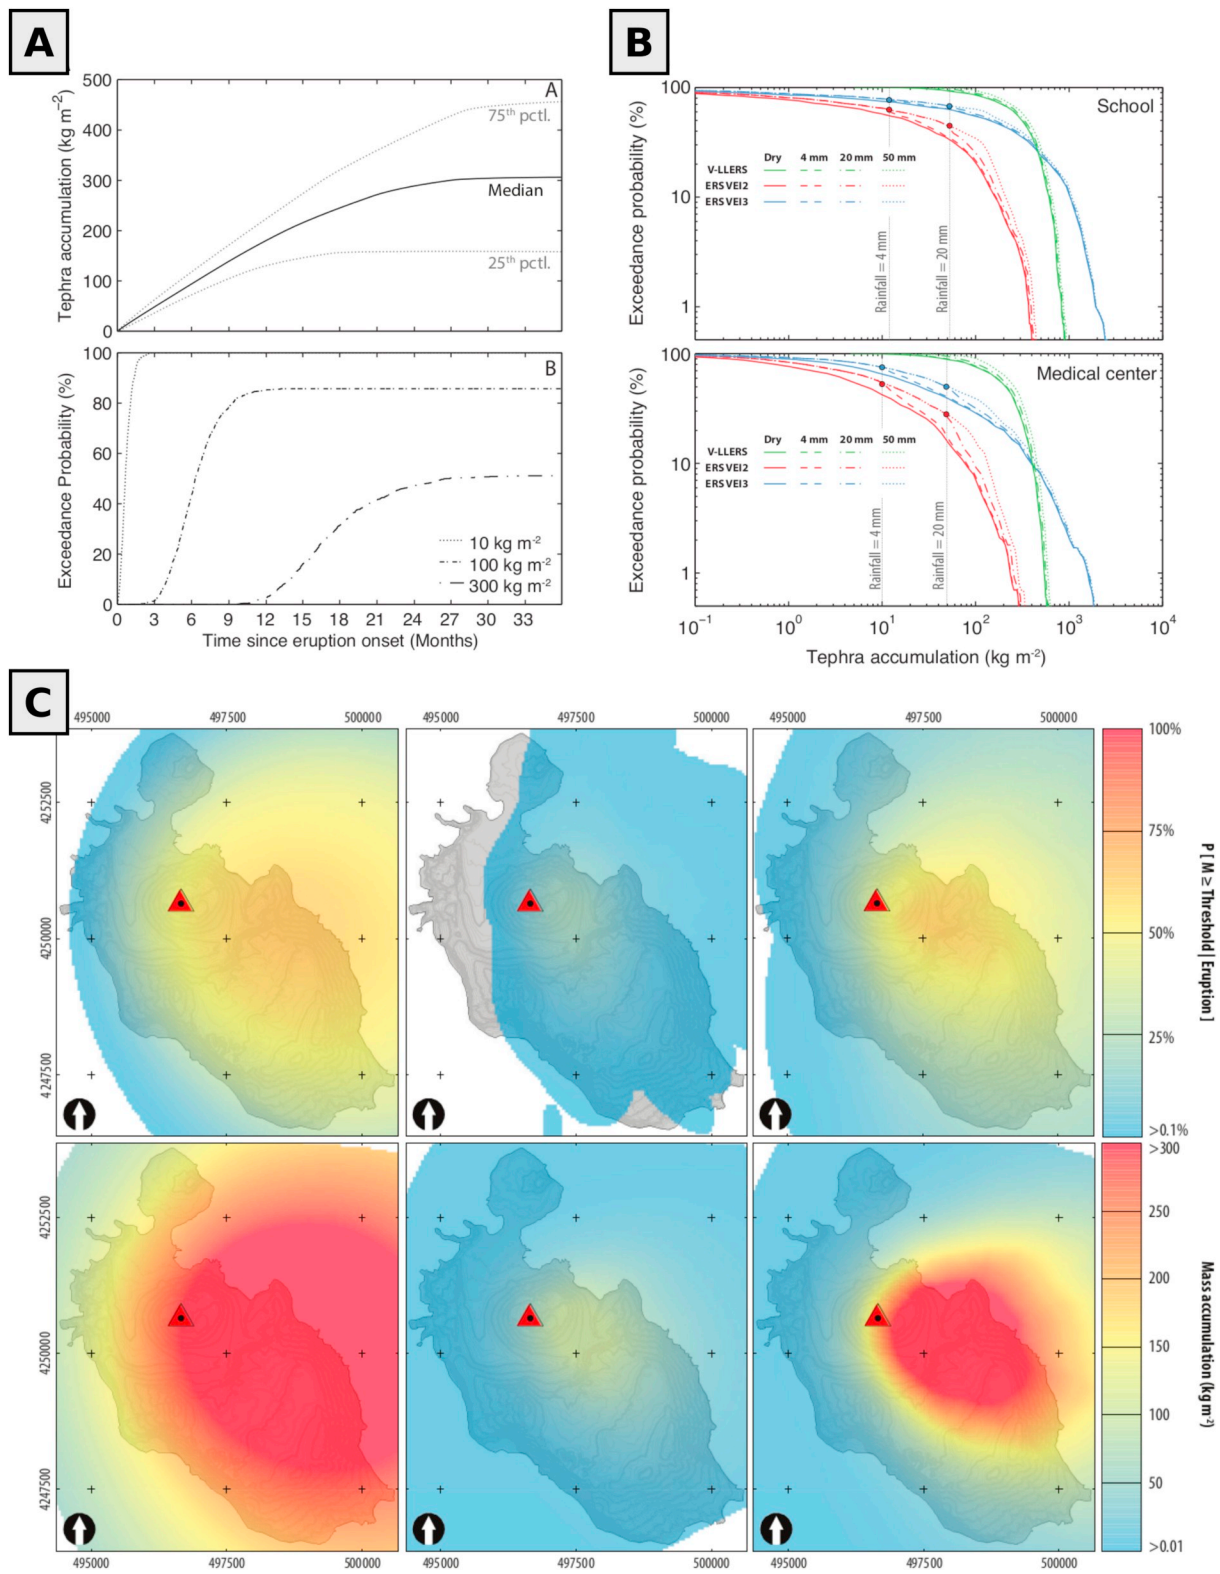 A
B
A
Tephra accumulation (kg m⁻²)
500
400
300
200
100
0
75th pctl.
Median
25th pctl.
B
Exceedance Probability (%)
100
80
60
40
20
0
10 kg m-2
100 kg m-2
300 kg m-2
0 3 6 9 12 15 18 21 24 27 30 33
Time since eruption onset (Months)
School
Exceedance probability (%)
100
10
1
Dry 4 mm 20 mm 50 mm
V-LLERS
ERS VEI2
ERS VEI3
Rainfall = 4 mm
Rainfall = 20 mm
Medical center
Exceedance probability (%)
100
10
1
Dry 4 mm 20 mm 50 mm
V-LLERS
ERS VEI2
ERS VEI3
Rainfall = 4 mm
Rainfall = 20 mm
10⁻¹ 10⁰ 10¹ 10² 10³ 10⁴
Tephra accumulation (kg m-2)
C
495000 497500 500000 495000 497500 500000 495000 497500 500000
4252500
4250000
4247500
100%
75%
50%
25%
>0.1%
P [ M ≥ Threshold | Eruption ]
4252500
4250000
4247500
>300
250
200
150
100
50
>0.01
Mass accumulation (kg m-2)
495000 497500 500000 495000 497500 500000 495000 497500 500000